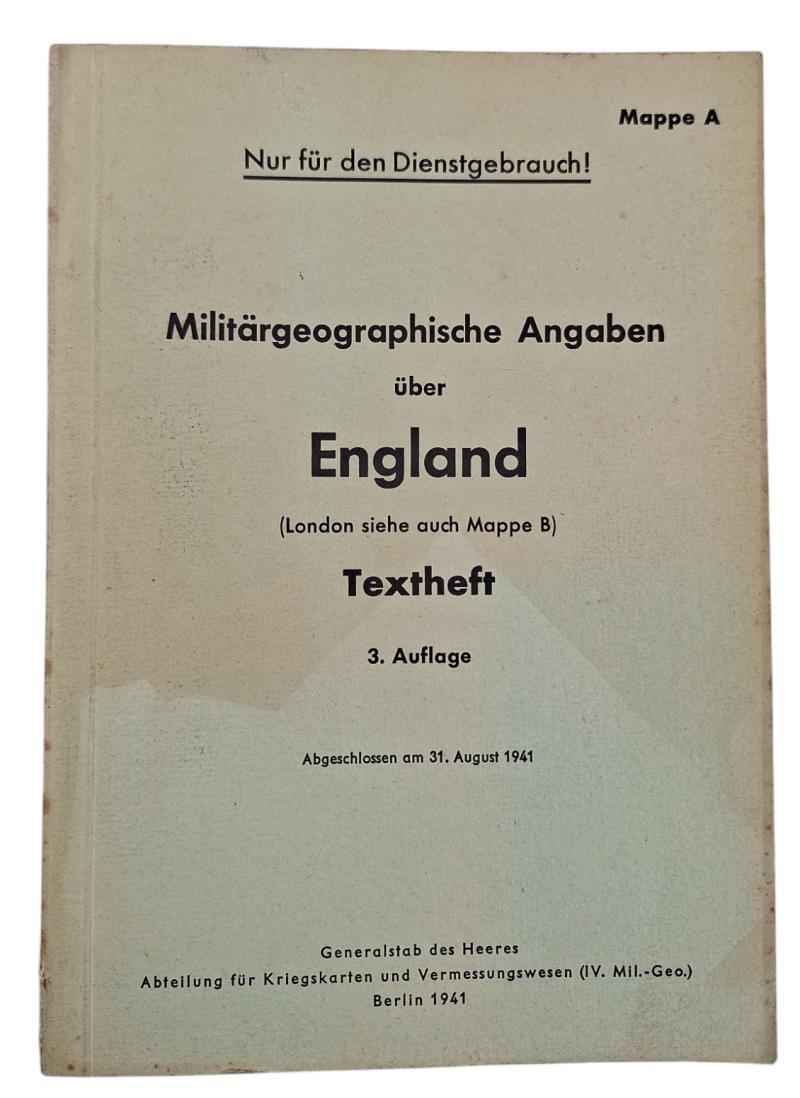 Mappe A
Nur für den Dienstgebrauch!
Militärgeographische Angaben
über
England
(London siehe auch Mappe B)
Textheft
3. Auflage
Abgeschlossen am 31. August 1941
Generalstab des Heeres
Abteilung für Kriegskarten und Vermessungswesen (IV. Mil.-Geo.)
Berlin 1941